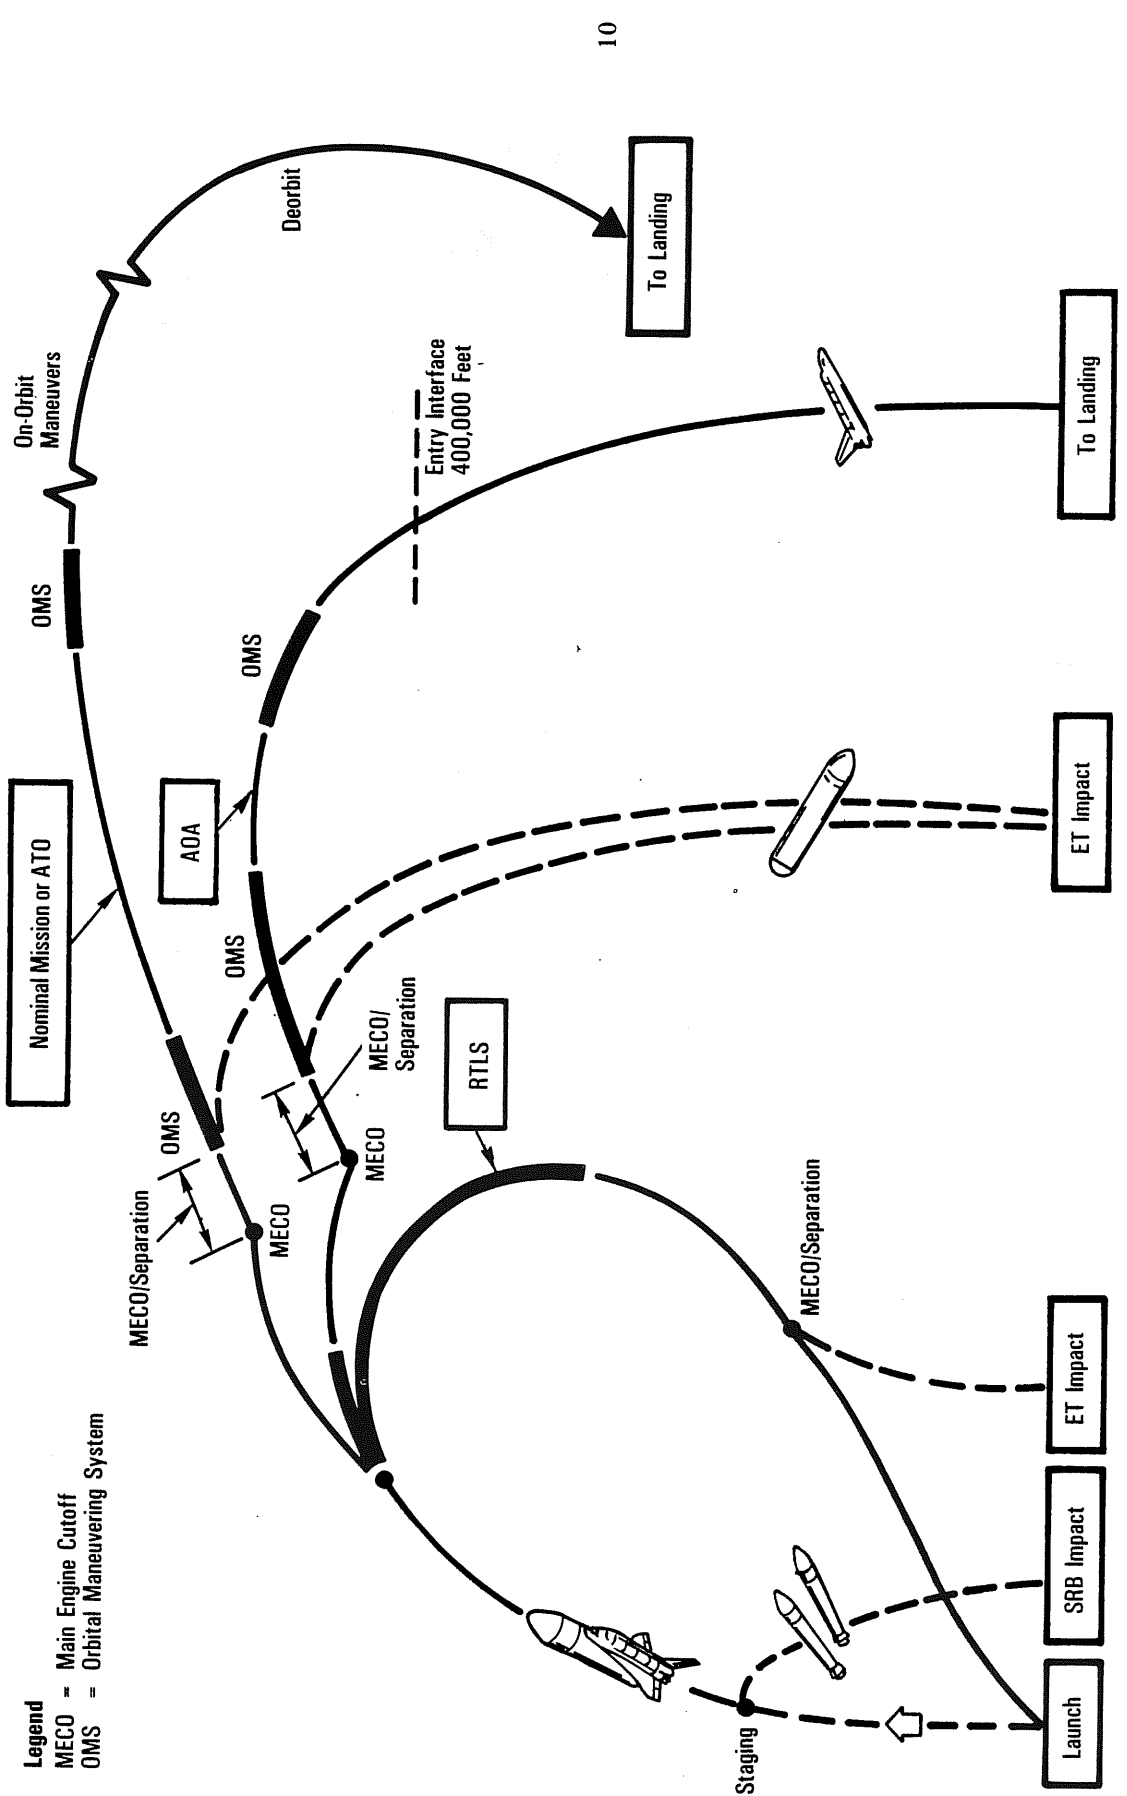 Legend
MECO = Main Engine Cutoff
OMS = Orbital Maneuvering System
Nominal Mission or ATO
On-Orbit
Maneuvers
OMS
Deorbit
MECO/Separation
OMS
MECO
AOA
OMS
OMS
MECO/
Separation
MECO
Entry Interface
400,000 Feet
RTLS
To Landing
10
Staging
MECO/Separation
Launch
SRB Impact
ET Impact
ET Impact
To Landing